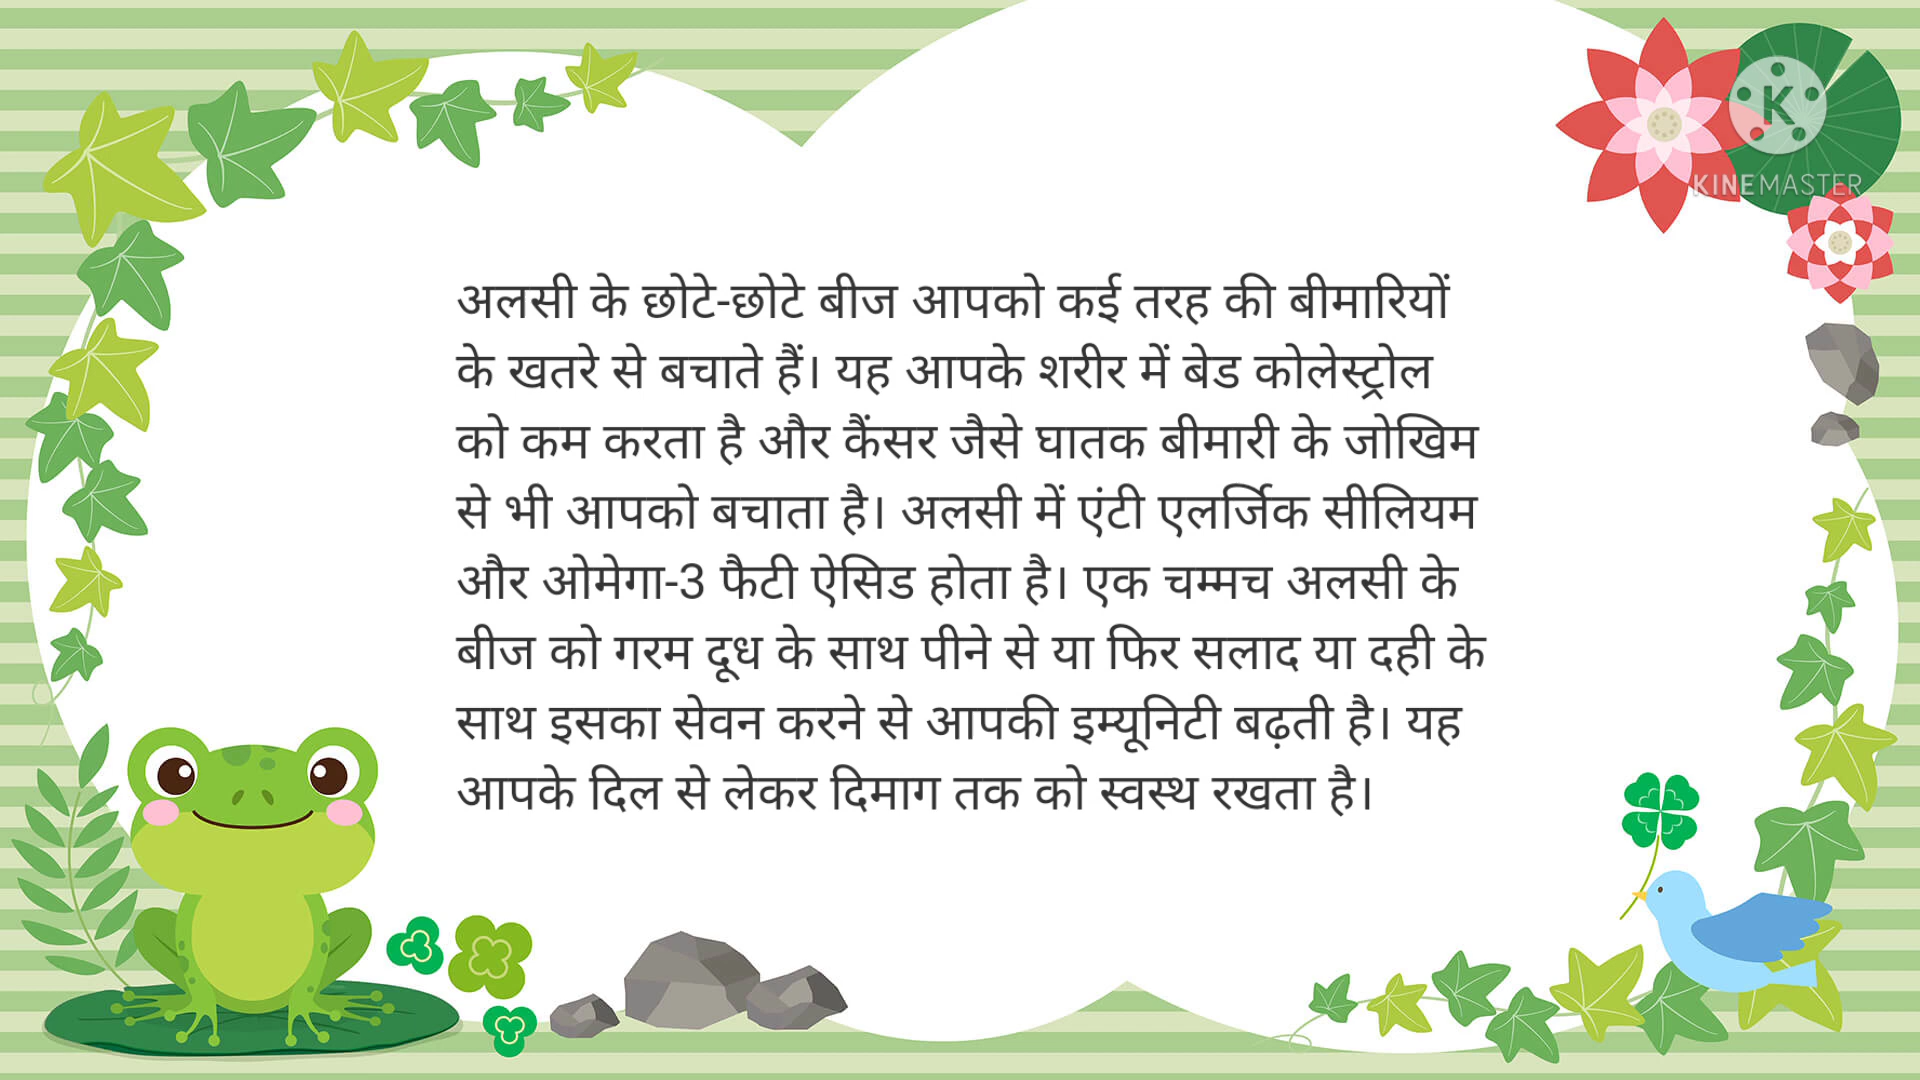 KINEMASTER
अलसी के छोटे-छोटे बीज आपको कई तरह की बीमारियों
के खतरे से बचाते हैं। यह आपके शरीर में बेड कोलेस्ट्रोल
को कम करता है और कैंसर जैसे घातक बीमारी के जोखिम
से भी आपको बचाता है। अलसी में एंटी एलर्जिक सीलियम
और ओमेगा-3 फैटी ऐसिड होता है। एक चम्मच अलसी के
बीज को गरम दूध के साथ पीने से या फिर सलाद या दही के
साथ इसका सेवन करने से आपकी इम्यूनिटी बढ़ती है। यह
आपके दिल से लेकर दिमाग तक को स्वस्थ रखता है।